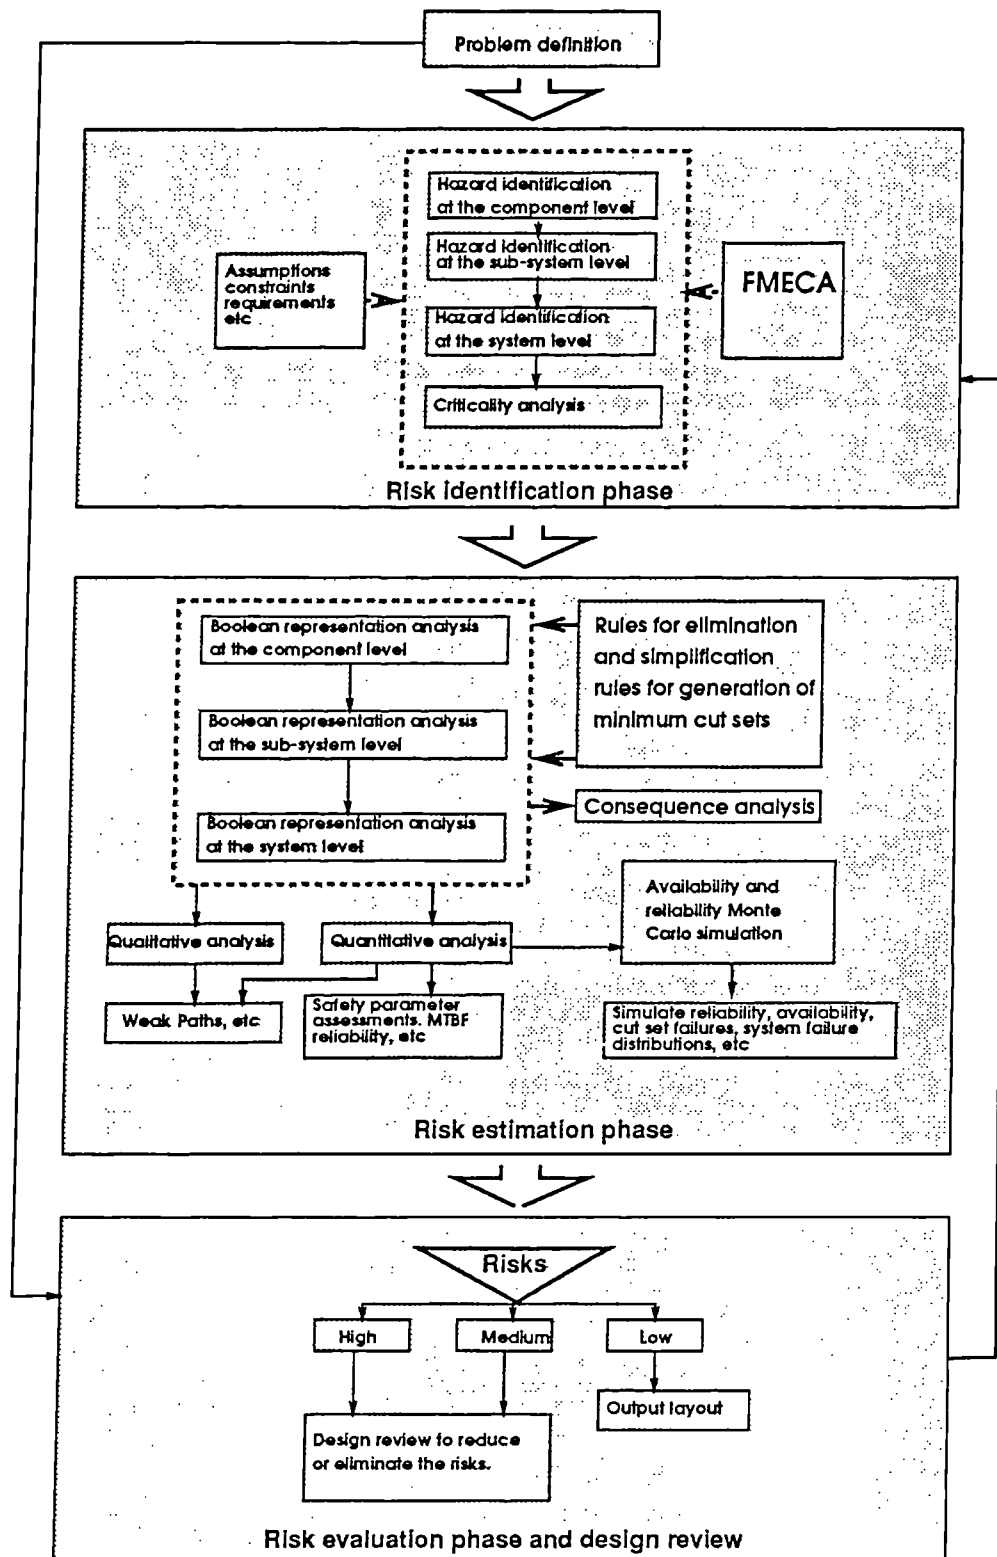 Problem definition
Hazard identification
at the component level
Hazard identification
at the sub-system level
Assumptions
constraints
requirements
etc
FMECA
Hazard identification
at the system level
Criticality analysis
Risk identification phase
Boolean representation analysis
at the component level
Rules for elimination
and simplification
rules for generation of
minimum cut sets
Boolean representation analysis
at the sub-system level
Consequence analysis
Boolean representation analysis
at the system level
Availability and
reliability Monte
Carlo simulation
Qualitative analysis
Quantitative analysis
Weak Paths, etc
Safety parameter
assessments. MTBF
reliability, etc
Simulate reliability, availability,
cut set failures, system failure
distributions, etc
Risk estimation phase
Risks
High
Medium
Low
Output layout
Design review to reduce
or eliminate the risks.
Risk evaluation phase and design review